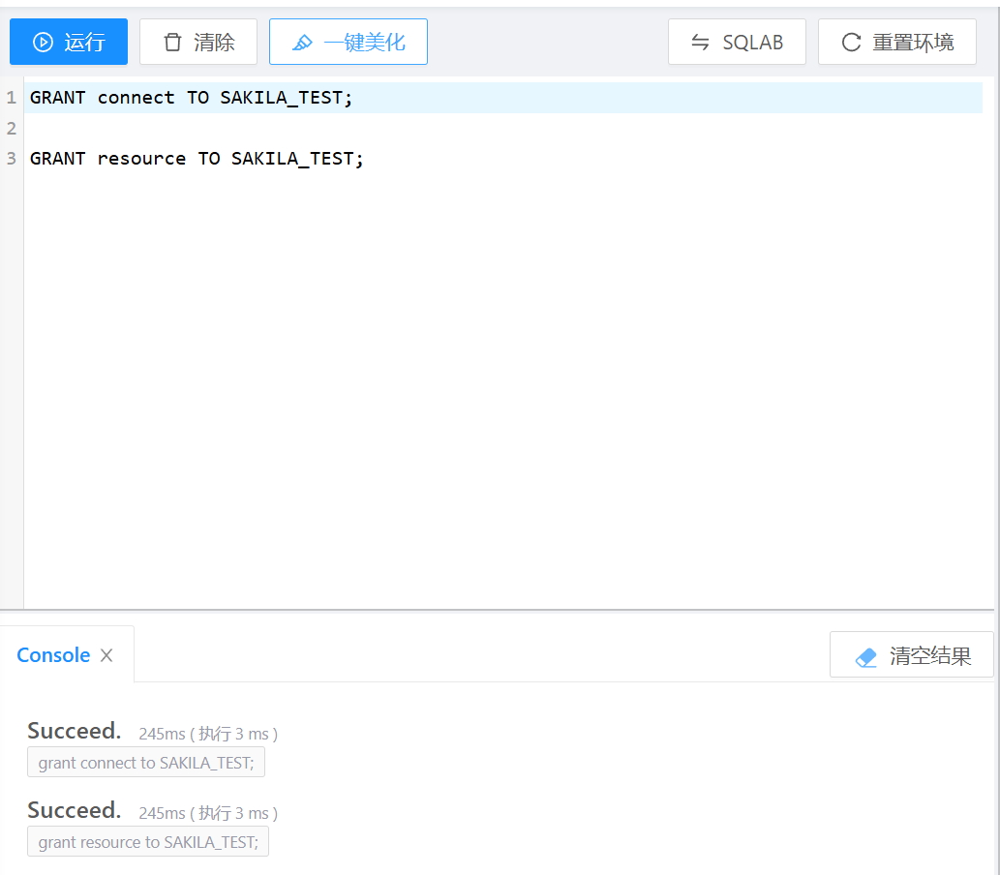 运行 清除 一键美化 SQLAB 重置环境
1 GRANT connect TO SAKILA_TEST;
2
3 GRANT resource TO SAKILA_TEST;
Console 清空结果
Succeed. 245ms ( 执行 3 ms )
grant connect to SAKILA_TEST;
Succeed. 245ms ( 执行 3 ms )
grant resource to SAKILA_TEST;